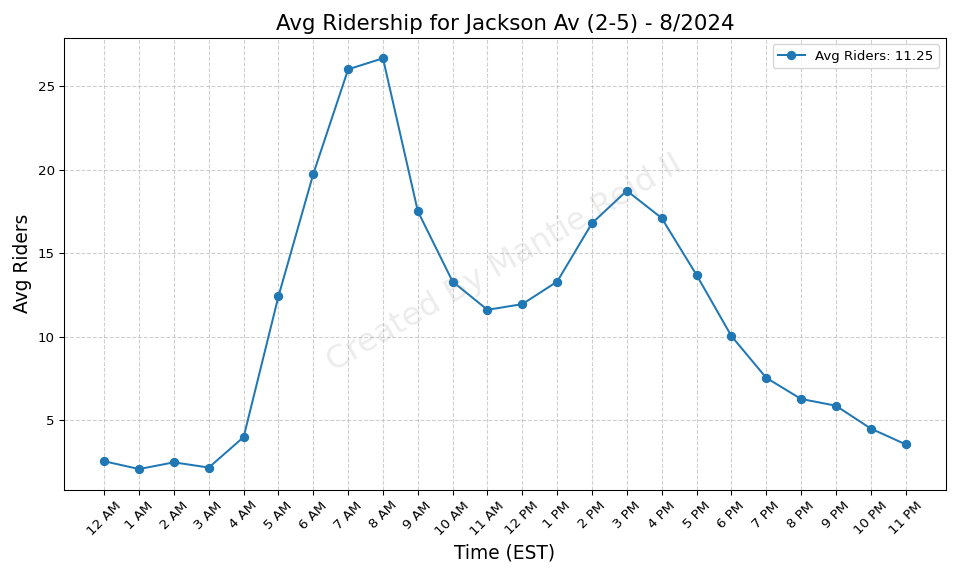 Avg Ridership for Jackson Av (2-5) - 8/2024
Avg Riders: 11.25
25
20
15
10
5
Avg Riders
Created By Mantle Reid II
12 AM
1 AM
2 AM
3 AM
4 AM
5 AM
6 AM
7 AM
8 AM
9 AM
10 AM
11 AM
12 PM
1 PM
2 PM
3 PM
4 PM
5 PM
6 PM
7 PM
8 PM
9 PM
10 PM
11 PM
Time (EST)